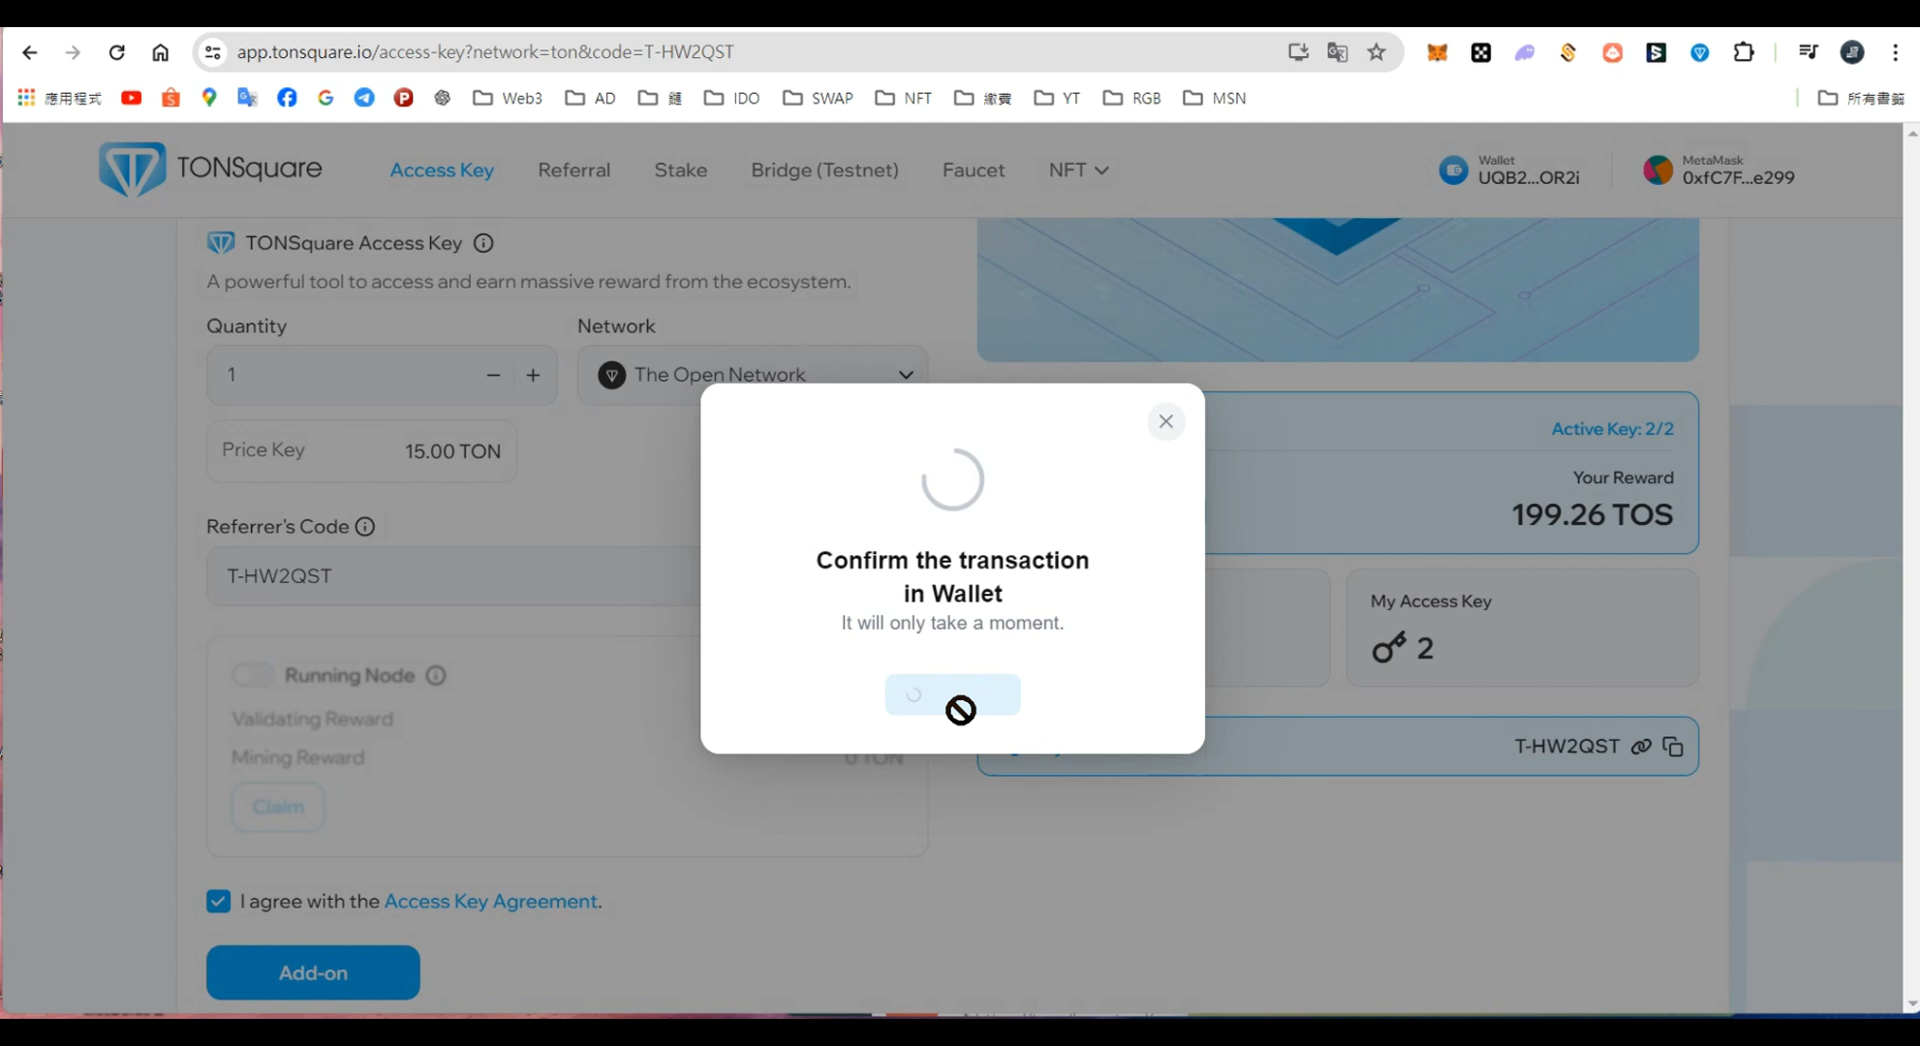 app.tonsquare.io/access-key?network=ton&code=T-HW2QST
應用程式 Web3 AD 鏈 IDO SWAP NFT 繳費 YT RGB MSN 所有書籤
TONSquare Access Key Referral Stake Bridge (Testnet) Faucet NFT
Wallet
UQB2...OR2i
MetaMask
0xfC7F...e299
TONSquare Access Key
A powerful tool to access and earn massive reward from the ecosystem.
Quantity
1
Network
The Open Network
Price Key 15.00 TON
Referrer's Code
T-HW2QST
Running Node
Validating Reward
Mining Reward
0 TON
Claim
I agree with the Access Key Agreement.
Add-on
Confirm the transaction
in Wallet
It will only take a moment.
Active Key: 2/2
Your Reward
199.26 TOS
My Access Key
2
T-HW2QST